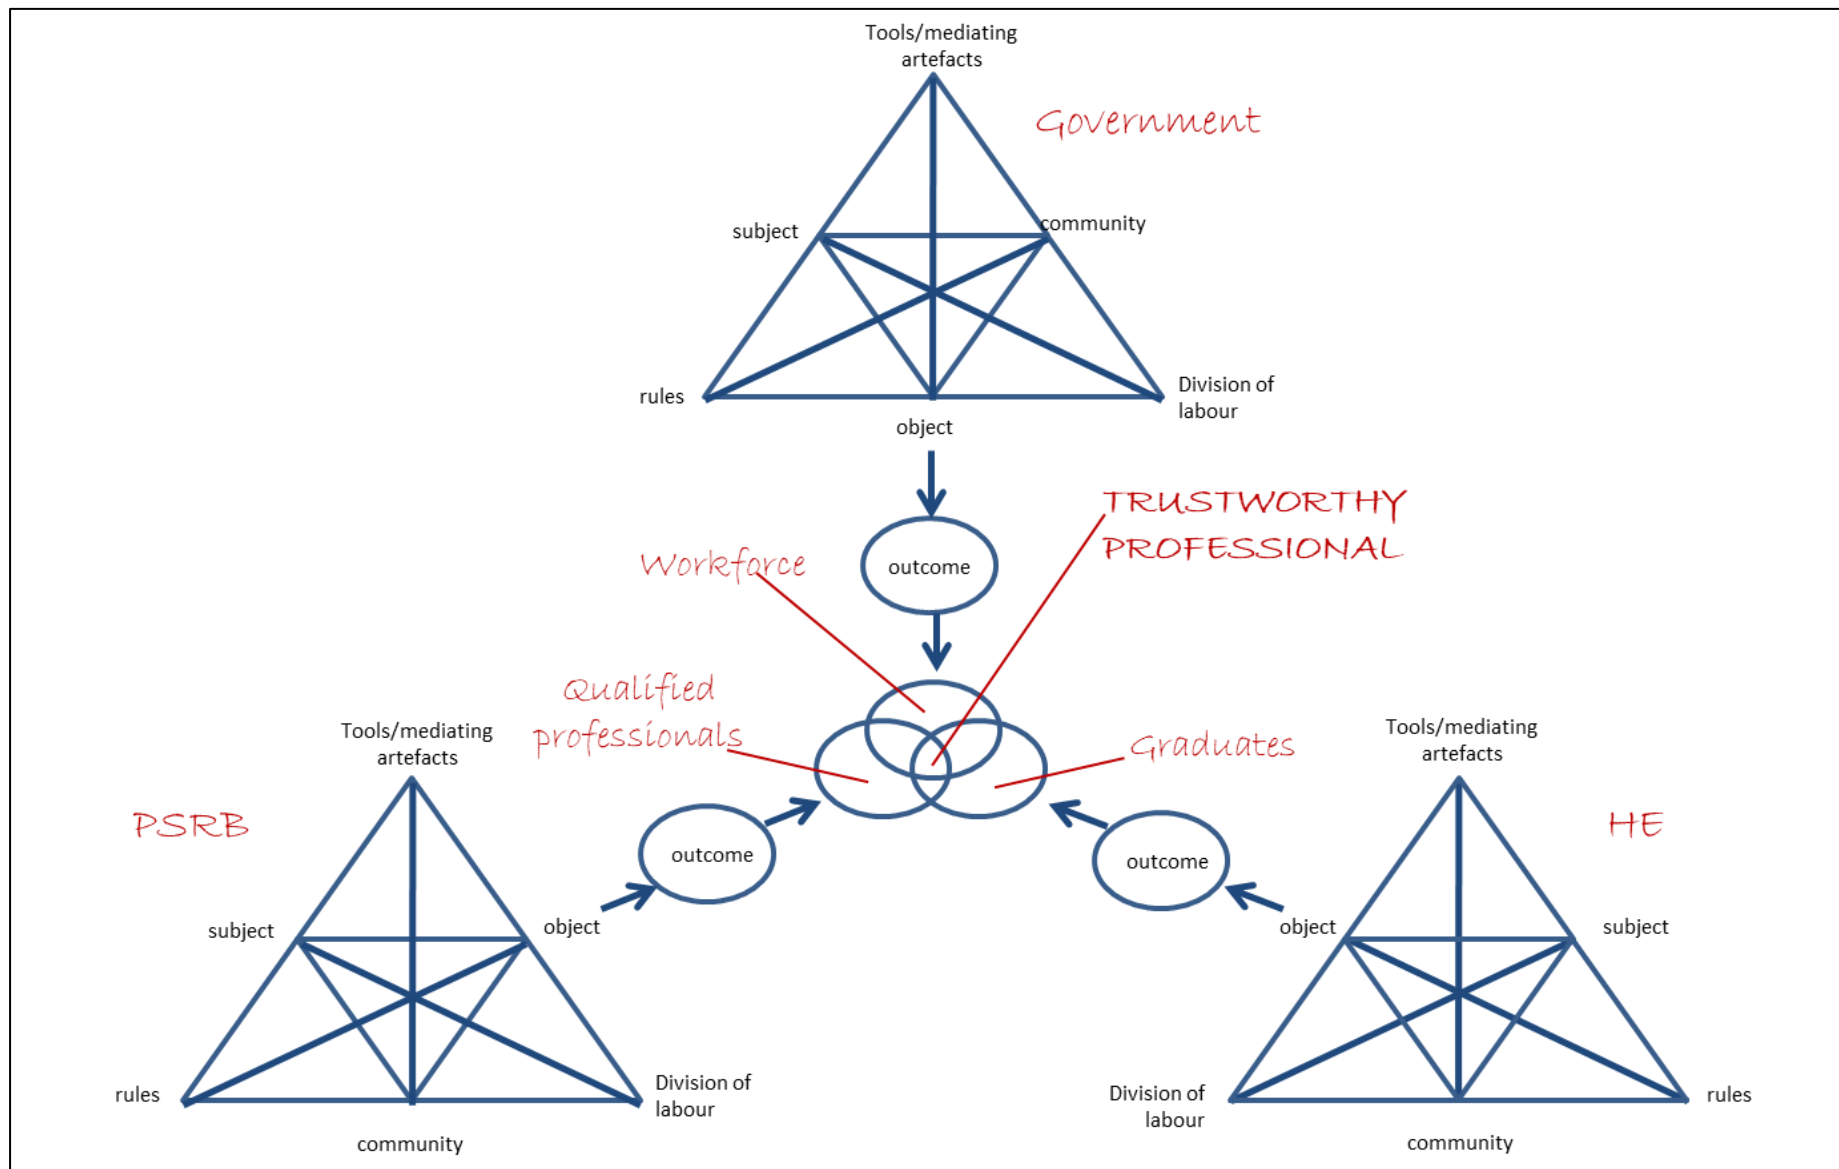 Tools/mediating
artefacts
Government
subject
community
rules
Division of
labour
object
TRUSTWORTHY
PROFESSIONAL
Workforce
outcome
Qualified
professionals
Graduates
Tools/mediating
artefacts
PSRB
outcome
subject
object
rules
Division of
labour
community
Tools/mediating
artefacts
HE
outcome
object
subject
Division of
labour
rules
community